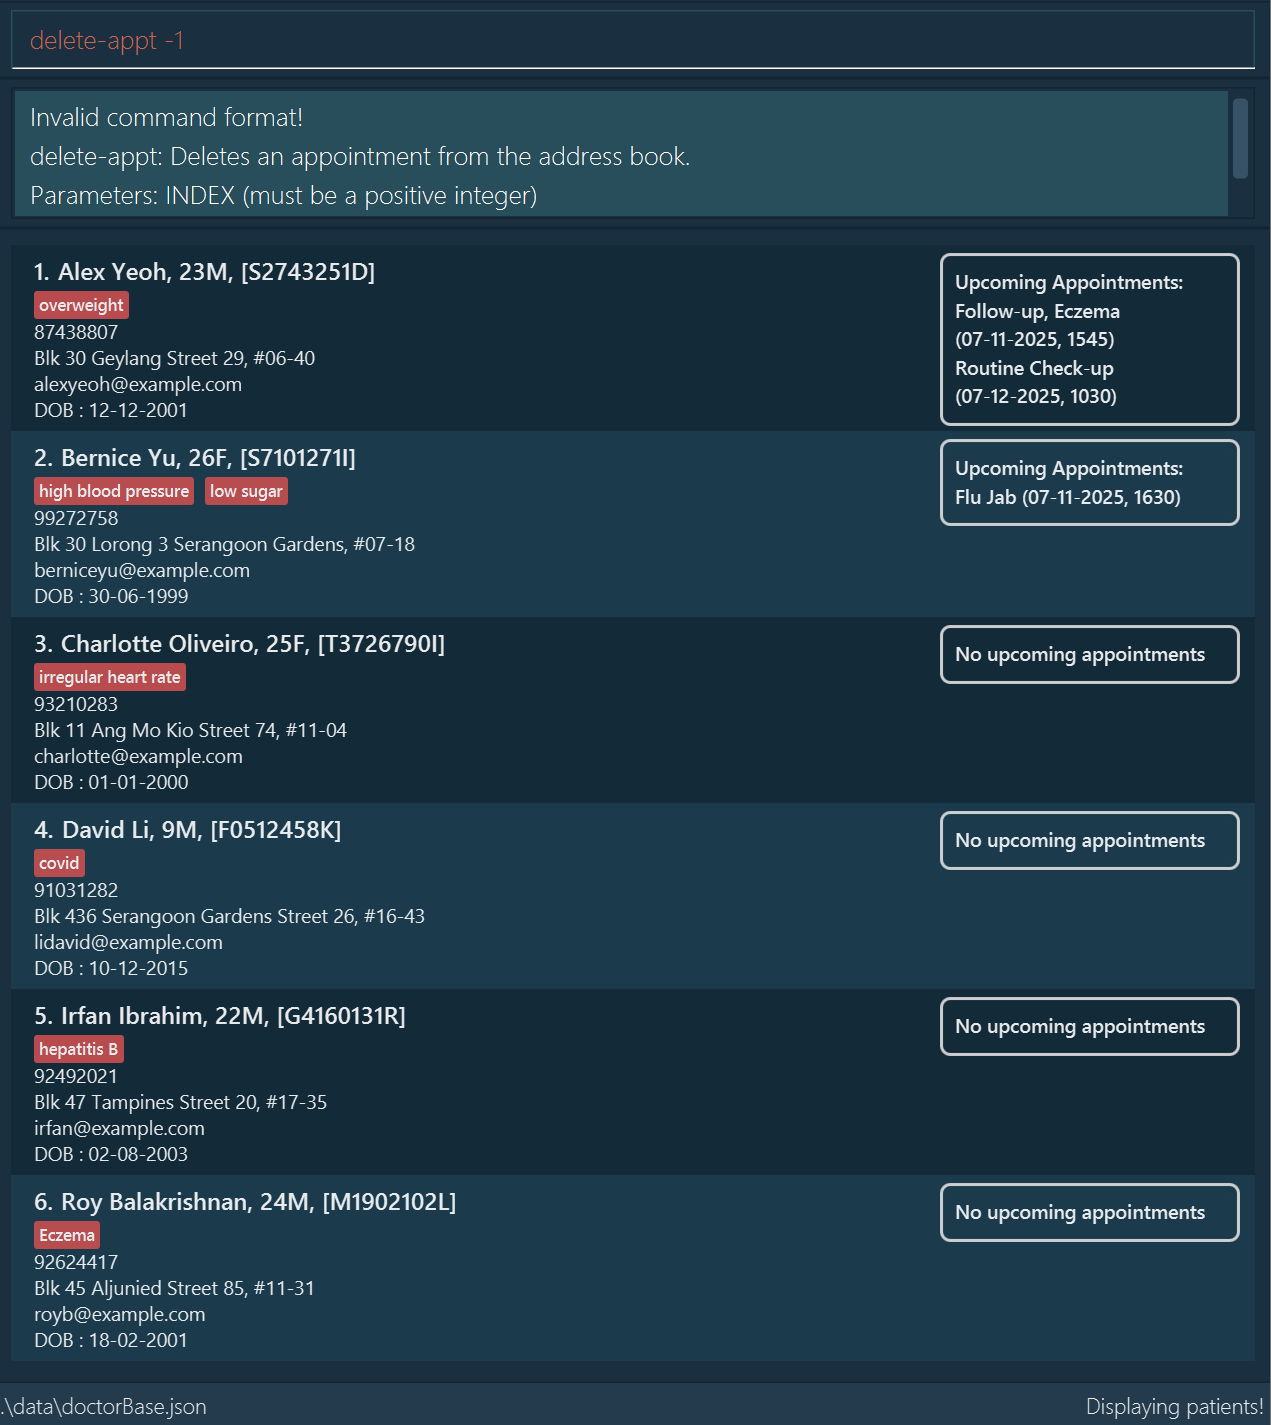 delete-appt -1
Invalid command format!
delete-appt: Deletes an appointment from the address book.
Parameters: INDEX (must be a positive integer)
1. Alex Yeoh, 23M, [S2743251D]
overweight
87438807
Blk 30 Geylang Street 29, #06-40
alexyeoh@example.com
DOB : 12-12-2001
Upcoming Appointments:
Follow-up, Eczema
(07-11-2025, 1545)
Routine Check-up
(07-12-2025, 1030)
2. Bernice Yu, 26F, [S7101271I]
high blood pressure low sugar
99272758
Blk 30 Lorong 3 Serangoon Gardens, #07-18
berniceyu@example.com
DOB : 30-06-1999
Upcoming Appointments:
Flu Jab (07-11-2025, 1630)
3. Charlotte Oliveiro, 25F, [T3726790I]
irregular heart rate
93210283
Blk 11 Ang Mo Kio Street 74, #11-04
charlotte@example.com
DOB : 01-01-2000
No upcoming appointments
4. David Li, 9M, [F0512458K]
covid
91031282
Blk 436 Serangoon Gardens Street 26, #16-43
lidavid@example.com
DOB : 10-12-2015
No upcoming appointments
5. Irfan Ibrahim, 22M, [G4160131R]
hepatitis B
92492021
Blk 47 Tampines Street 20, #17-35
irfan@example.com
DOB : 02-08-2003
No upcoming appointments
6. Roy Balakrishnan, 24M, [M1902102L]
Eczema
92624417
Blk 45 Aljunied Street 85, #11-31
royb@example.com
DOB : 18-02-2001
No upcoming appointments
.\data\doctorBase.json
Displaying patients!